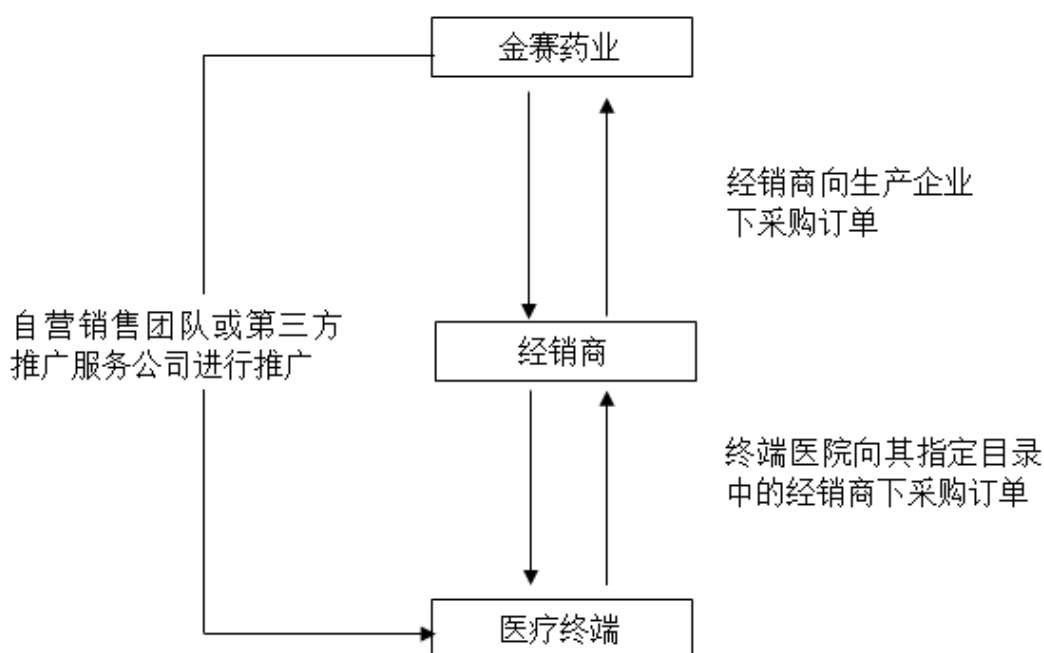 金赛药业
经销商向生产企业
下采购订单
自营销售团队或第三方
推广服务公司进行推广
经销商
终端医院向其指定目录
中的经销商下采购订单
医疗终端